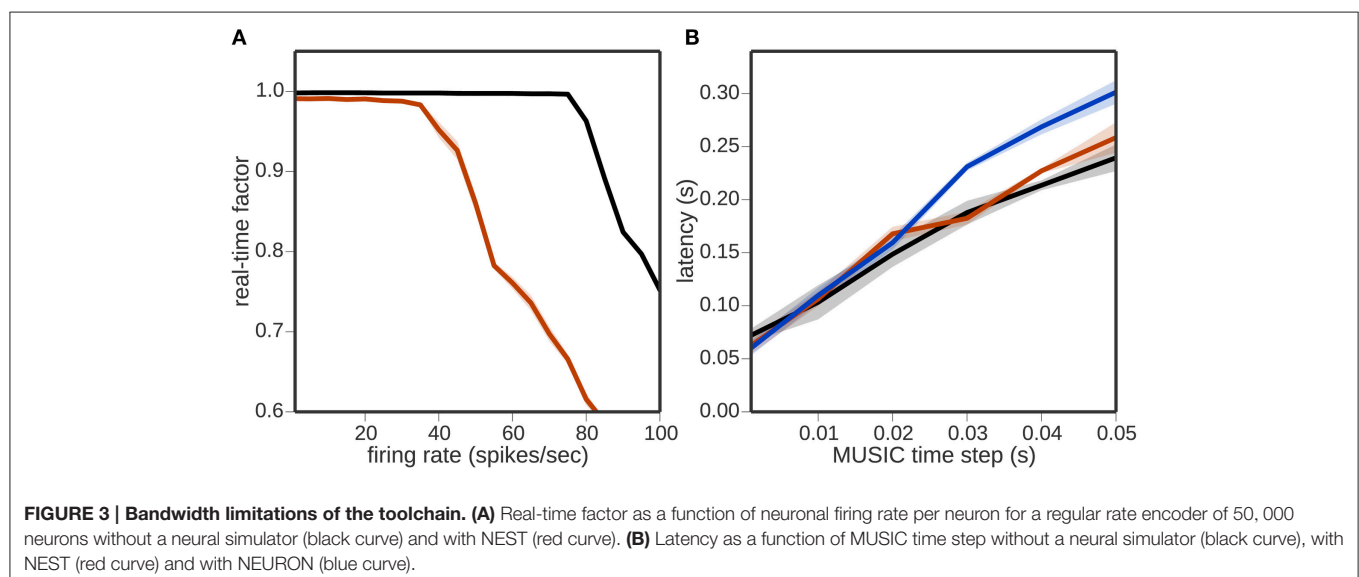 A
B
1.0
0.9
0.8
0.7
0.6
real-time factor
20
40
60
80
100
firing rate (spikes/sec)
0.30
0.25
0.20
0.15
0.10
0.05
0.00
latency (s)
0.01
0.02
0.03
0.04
0.05
MUSIC time step (s)
FIGURE 3 | Bandwidth limitations of the toolchain. (A) Real-time factor as a function of neuronal firing rate per neuron for a regular rate encoder of 50, 000
neurons without a neural simulator (black curve) and with NEST (red curve). (B) Latency as a function of MUSIC time step without a neural simulator (black curve), with
NEST (red curve) and with NEURON (blue curve).